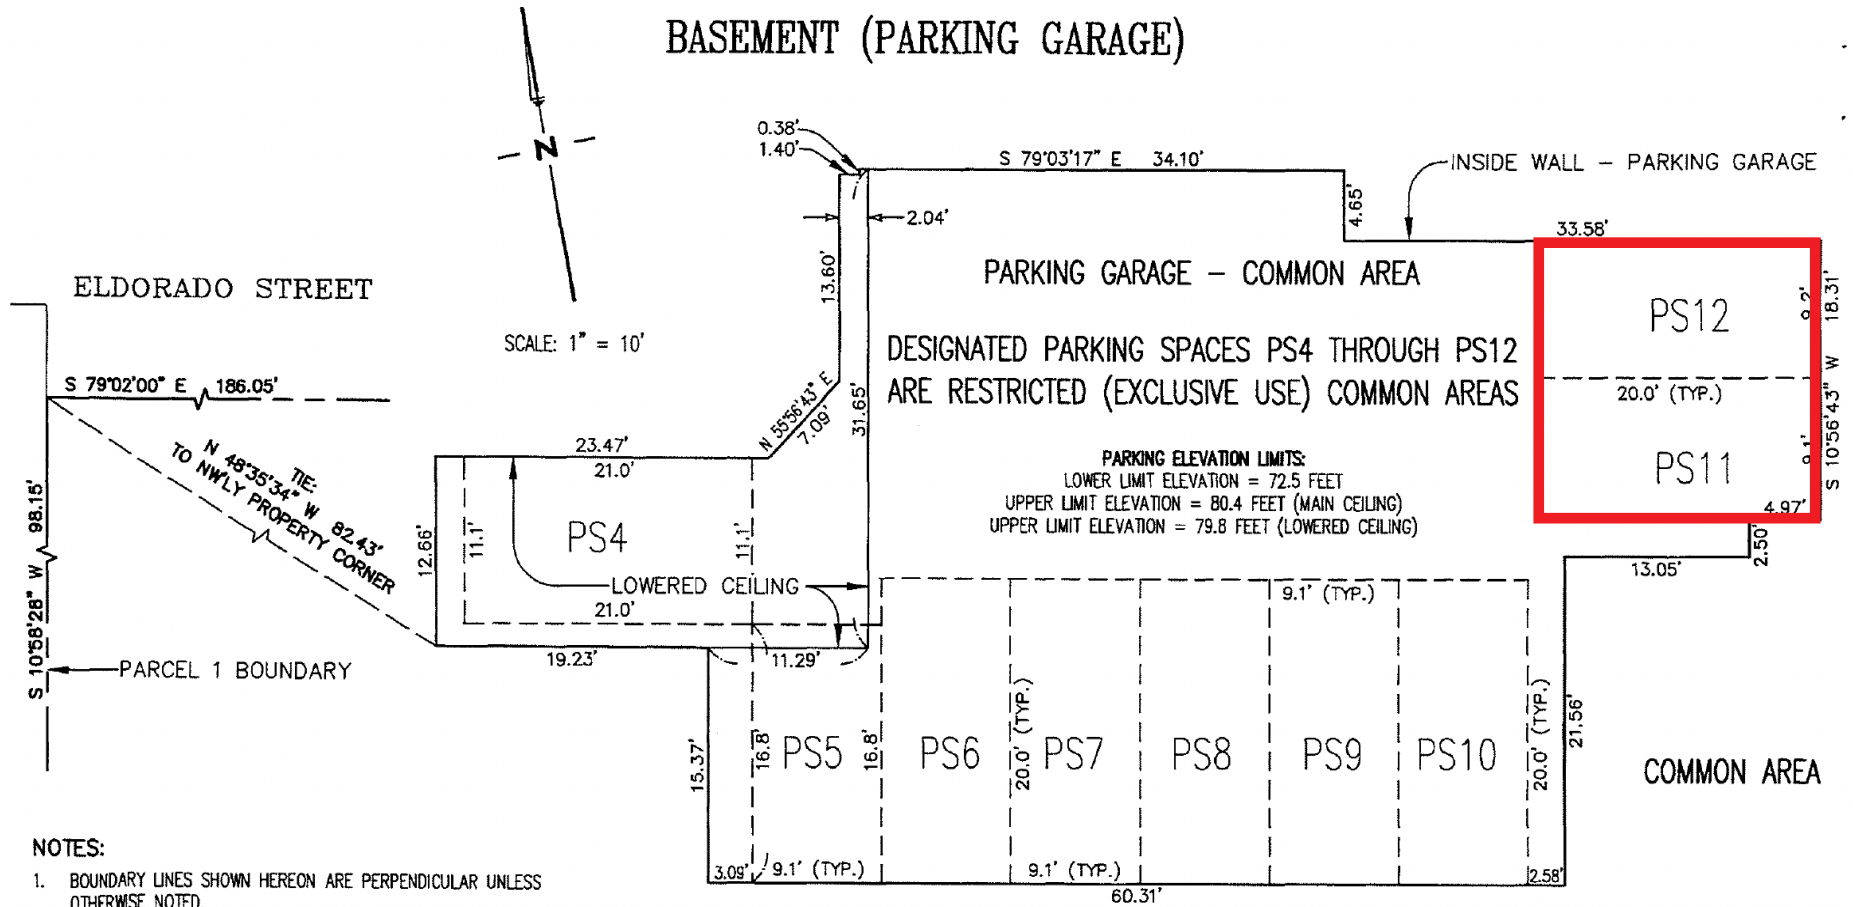 BASEMENT (PARKING GARAGE)
N
SCALE: 1" = 10'
0.38'
1.40'
S 79°03'17" E 34.10'
INSIDE WALL - PARKING GARAGE
4.65'
2.04'
33.58'
ELDORADO STREET
13.60'
PARKING GARAGE - COMMON AREA
PS12
9.2'
18.31'
DESIGNATED PARKING SPACES PS4 THROUGH PS12
ARE RESTRICTED (EXCLUSIVE USE) COMMON AREAS
S 79°02'00" E 186.05'
20.0' (TYP.)
S 10°56'43" W
N 55°56'43" E
7.09'
31.65'
TIE:
N 48°35'34" W 82.43'
TO NW'LY PROPERTY CORNER
23.47'
21.0'
PARKING ELEVATION LIMITS:
LOWER LIMIT ELEVATION = 72.5 FEET
UPPER LIMIT ELEVATION = 80.4 FEET (MAIN CEILING)
UPPER LIMIT ELEVATION = 79.8 FEET (LOWERED CEILING)
PS11
9.1'
4.97'
2.50'
13.05'
S 10°58'28" W 98.15'
12.66'
11.1'
PS4
11.1'
LOWERED CEILING
21.0'
9.1' (TYP.)
19.23'
11.29'
PARCEL 1 BOUNDARY
15.37'
16.8'
PS5
16.8'
PS6
20.0' (TYP.)
PS7
PS8
PS9
PS10
20.0' (TYP.)
21.56'
COMMON AREA
3.09'
9.1' (TYP.)
9.1' (TYP.)
2.58'
60.31'
NOTES:
1. BOUNDARY LINES SHOWN HEREON ARE PERPENDICULAR UNLESS
OTHERWISE NOTED